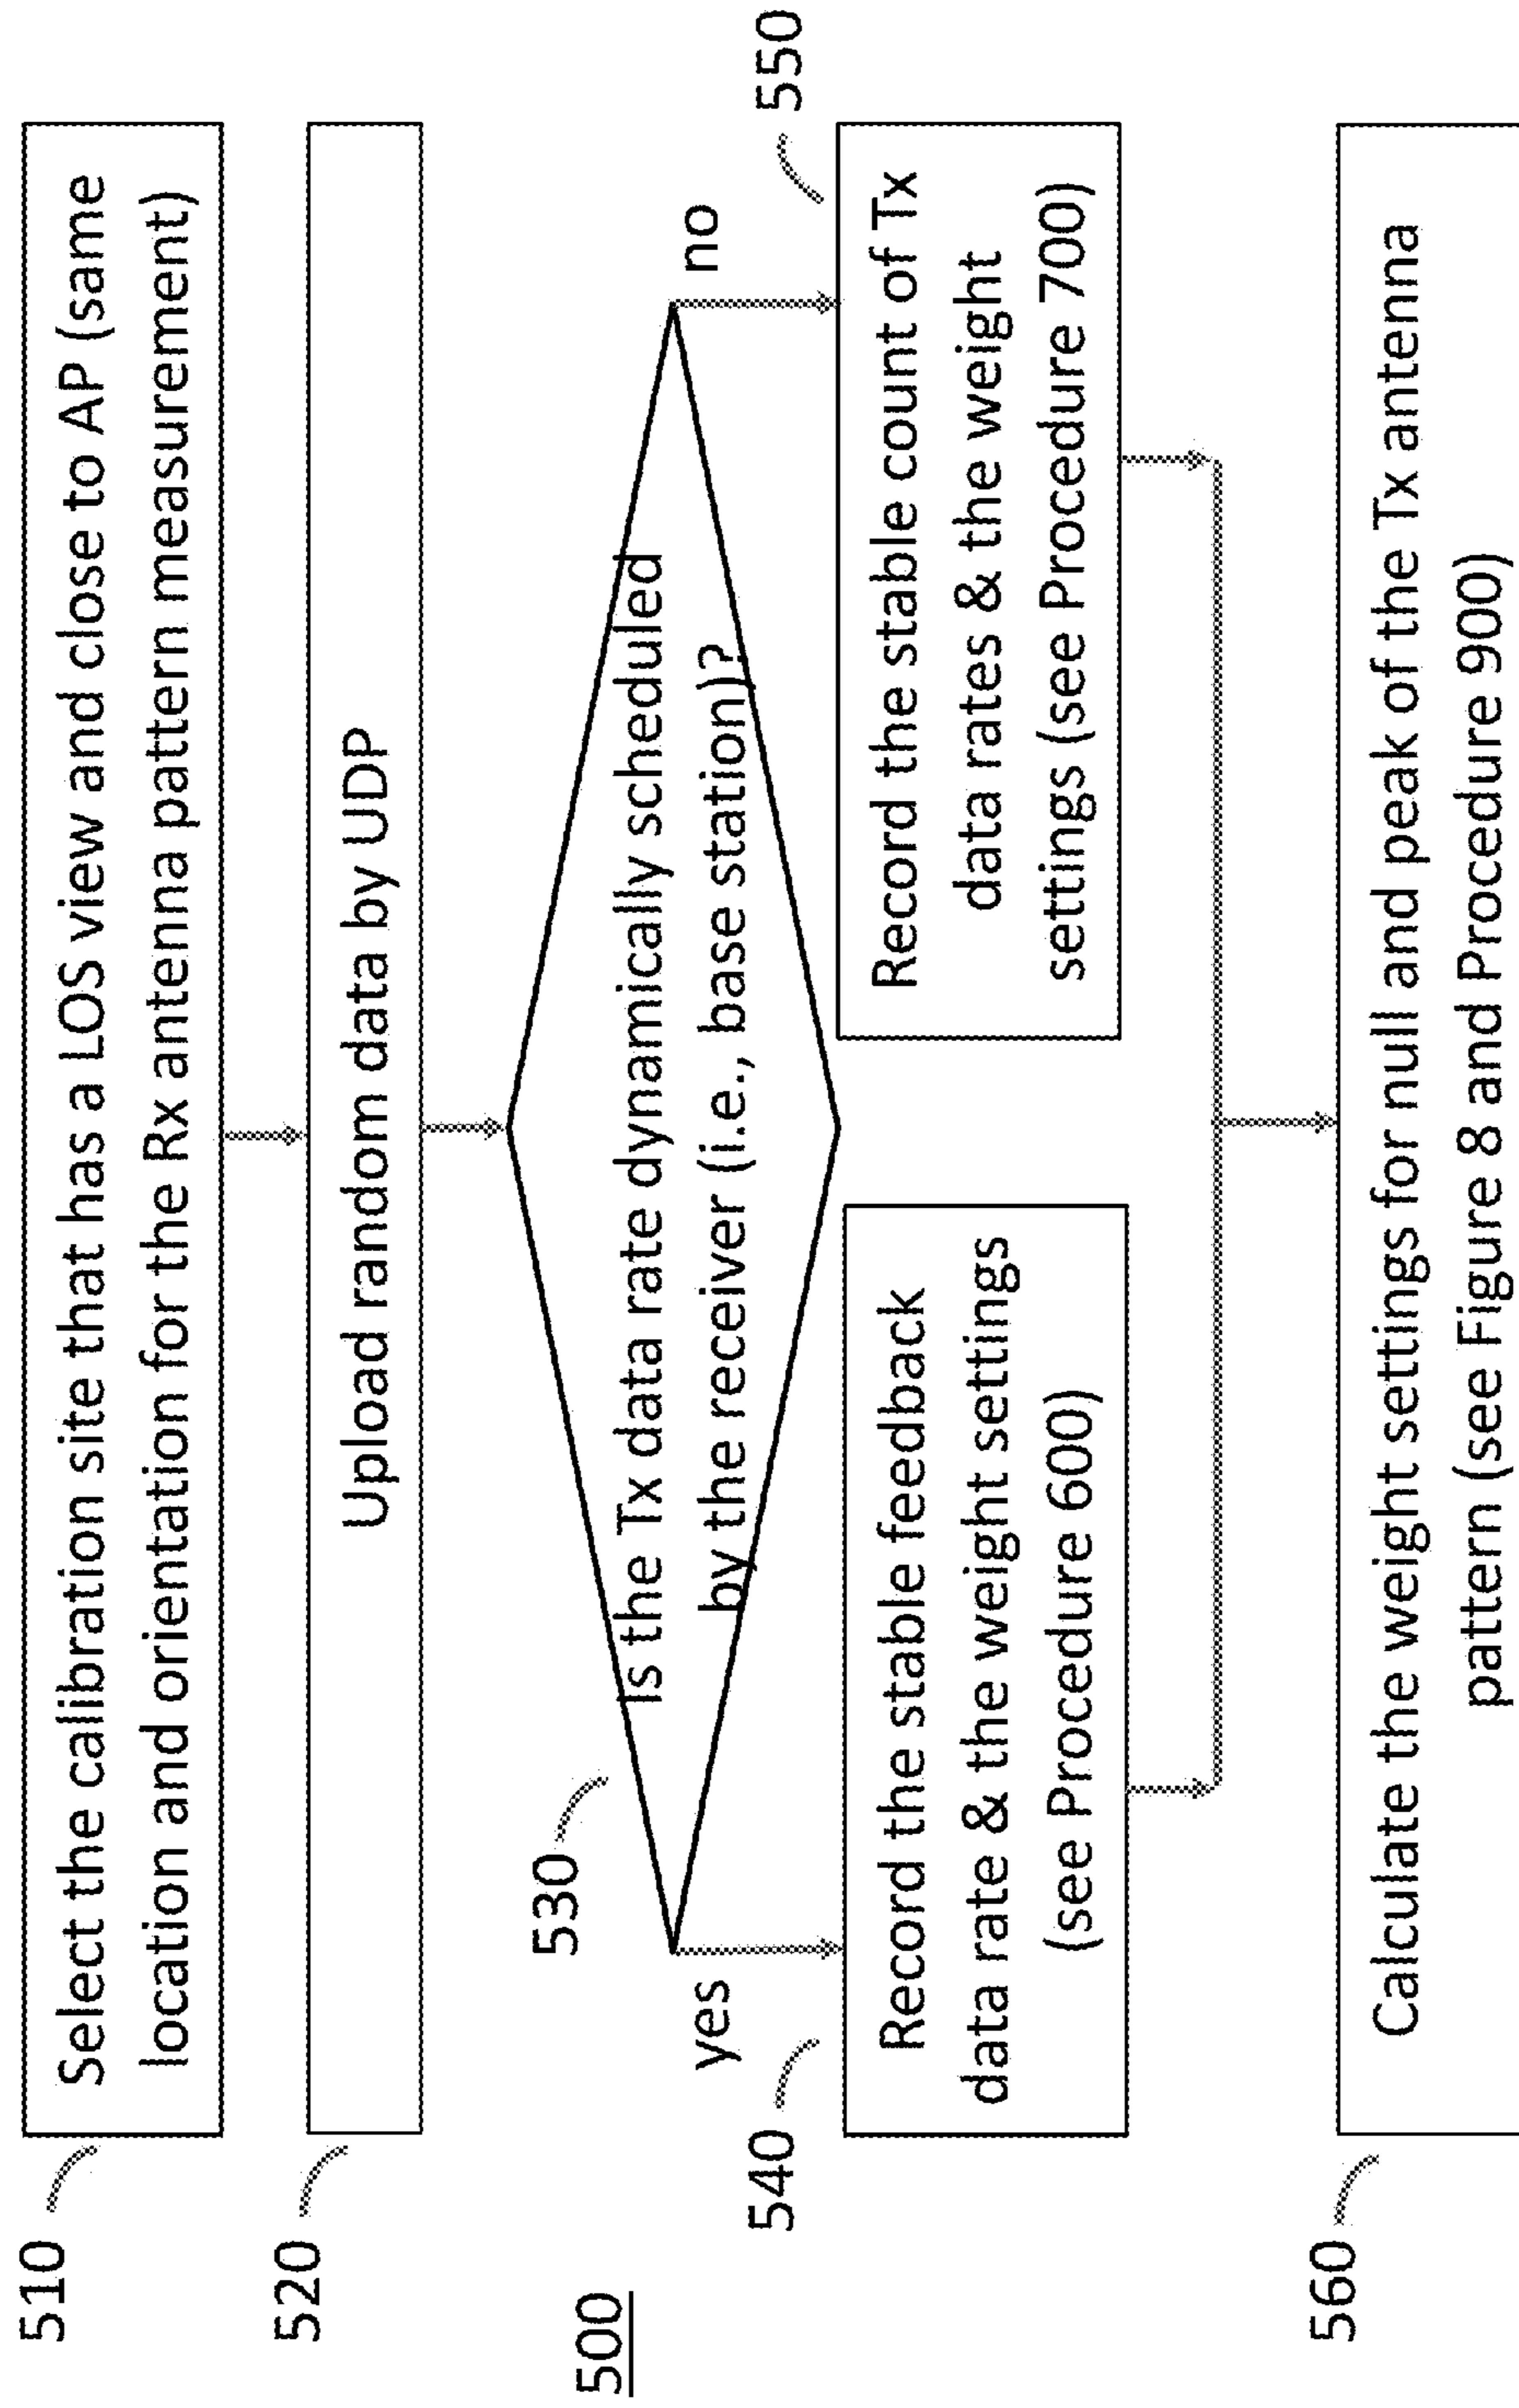 510
Select the calibration site that has a LOS view and close to AP (same
location and orientation for the Rx antenna pattern measurement)
520
Upload random data by UDP
500
530
Is the Tx data rate dynamically scheduled
by the receiver (i.e., base station)?
yes
no
540
Record the stable feedback
data rate & the weight settings
(see Procedure 600)
550
Record the stable count of Tx
data rates & the weight
settings (see Procedure 700)
560
Calculate the weight settings for null and peak of the Tx antenna
pattern (see Figure 8 and Procedure 900)